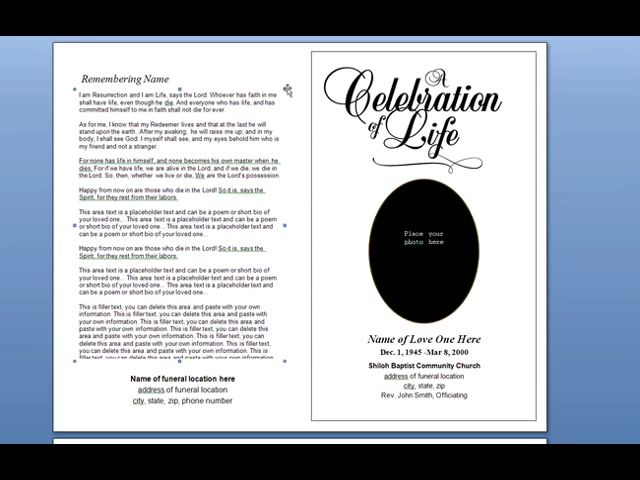 Remembering Name
I am Resurrection and I am Life, says the Lord. Whoever has faith in me
shall have life, even though he die. And everyone who has life, and has
committed himself to me in faith shall not die for ever.
As for me, I know that my Redeemer lives and that at the last he will
stand upon the earth. After my awaking, he will raise me up; and in my
body, I shall see God. I myself shall see, and my eyes behold him who is
my friend and not a stranger.
For none has life in himself, and none becomes his own master when he
dies. For if we have life, we are alive in the Lord, and if we die, we die in
the Lord. So, then, whether we live or die, We are the Lord's possession.
Happy from now on are those who die in the Lord! So it is, says the
Spirit, for they rest from their labors.
This area text is a placeholder text and can be a poem or short bio of
your loved one... This area text is a placeholder text and can be a poem
or short bio of your loved one... This area text is a placeholder text and
can be a poem or short bio of your loved one...
Happy from now on are those who die in the Lord! So it is, says the
Spirit, for they rest from their labors.
This area text is a placeholder text and can be a poem or short bio of
your loved one... This area text is a placeholder text and can be a poem
or short bio of your loved one... This area text is a placeholder text and
can be a poem or short bio of your loved one...
This is filler text, you can delete this area and paste with your own
information. This is filler text, you can delete this area and paste with
your own information. This is filler text, you can delete this area and
paste with your own information. This is filler text, you can delete this
area and paste with your own information. This is filler text, you can
delete this area and paste with your own information. This is filler text,
you can delete this area and paste with your own information. This is
filler text, you can delete this area and paste with your own information.
Name of funeral location here
address of funeral location
city, state, zip, phone number
A
Celebration
of Life
Place your
photo here
Name of Love One Here
Dec. 1, 1945 -Mar 8, 2000
Shiloh Baptist Community Church
address of funeral location
city, state, zip
Rev. John Smith, Officiating